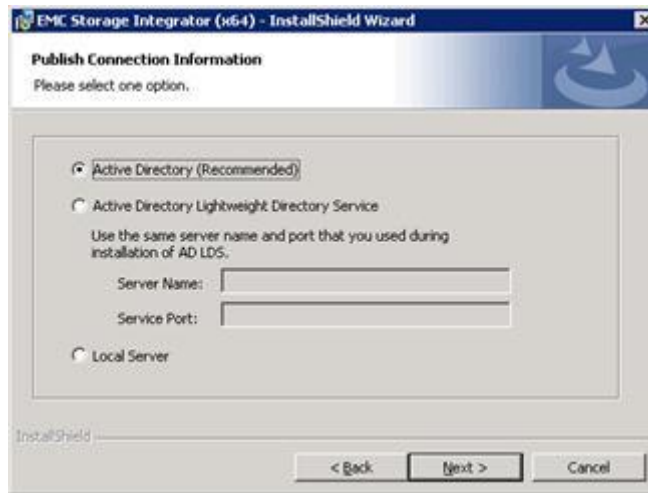 EMC Storage Integrator (x64) - InstallShield Wizard
Publish Connection Information
Please select one option.
Active Directory (Recommended)
Active Directory Lightweight Directory Service
Use the same server name and port that you used during
installation of AD LDS.
Server Name:
Service Port:
Local Server
InstallShield
< Back Next > Cancel